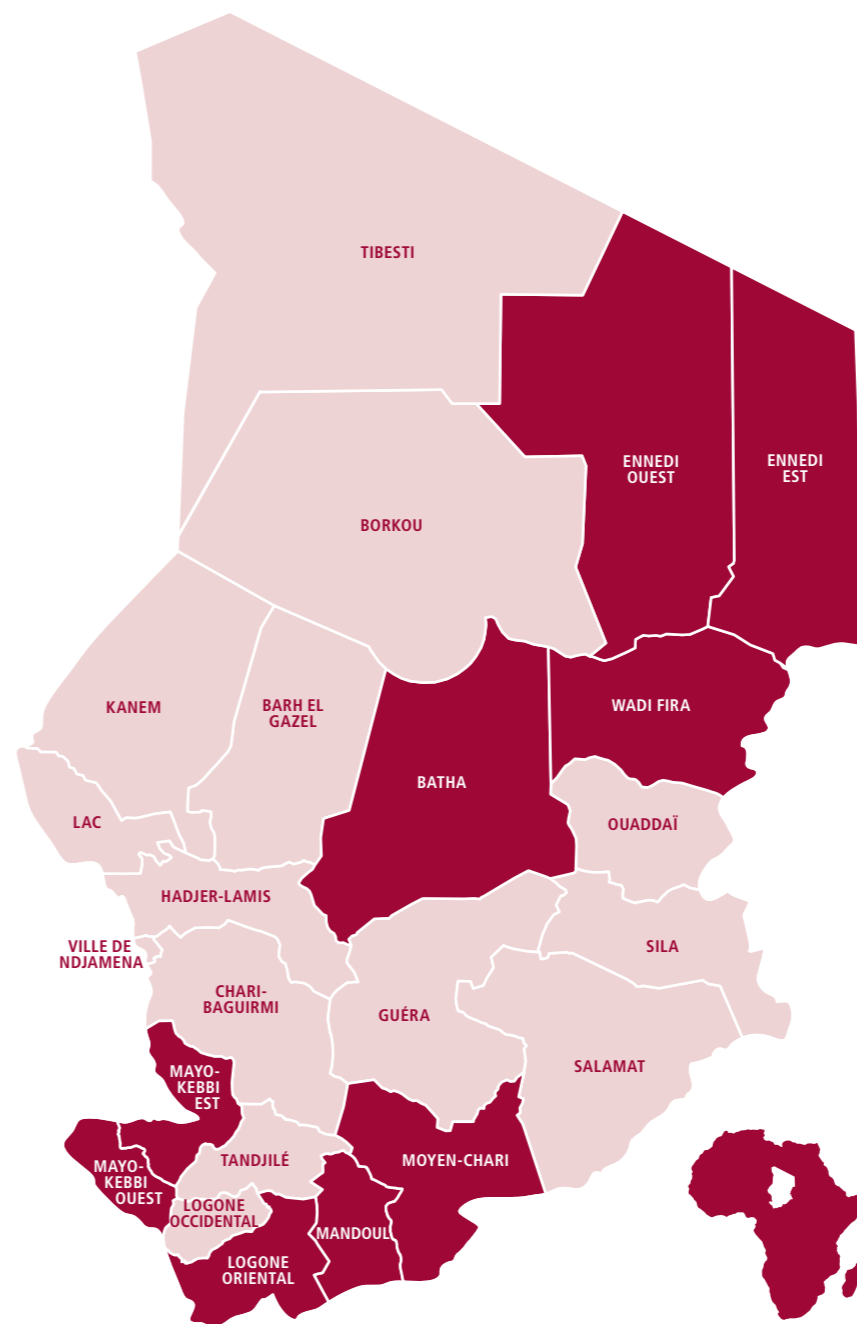 TIBESTI
ENNEDI
OUEST
ENNEDI
EST
BORKOU
KANEM
BARH EL
GAZEL
WADI FIRA
BATHA
LAC
OUADDAÏ
HADJER-LAMIS
VILLE DE
NDJAMENA
SILA
CHARI-
BAGUIRMI
GUÉRA
SALAMAT
MAYO-
KEBBI
EST
TANDJILÉ
MOYEN-CHARI
MAYO-
KEBBI
OUEST
LOGONE
OCCIDENTAL
MANDOUL
LOGONE
ORIENTAL